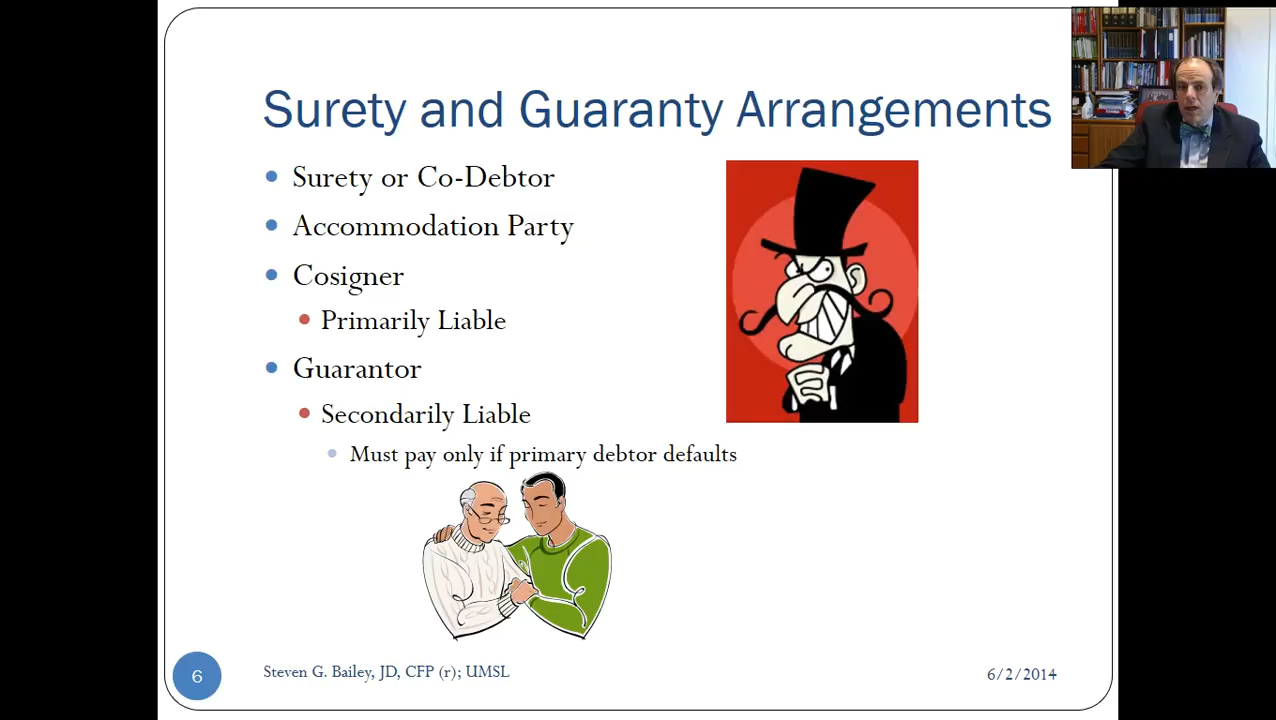 Surety and Guaranty Arrangements
Surety or Co-Debtor
Accommodation Party
Cosigner
Primarily Liable
Guarantor
Secondarily Liable
Must pay only if primary debtor defaults
6
Steven G. Bailey, JD, CFP (r); UMSL
6/2/2014